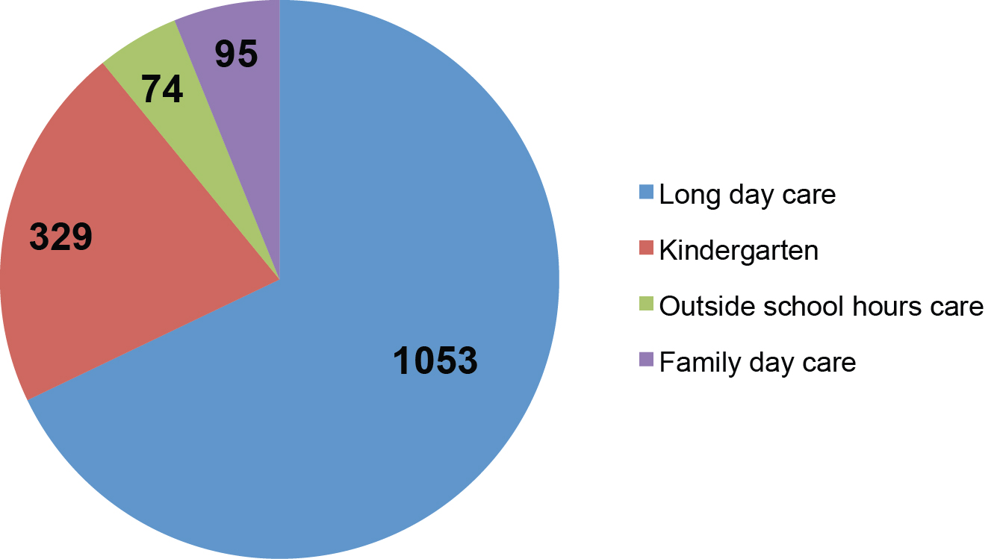 95
74
329
1053
Long day care
Kindergarten
Outside school hours care
Family day care